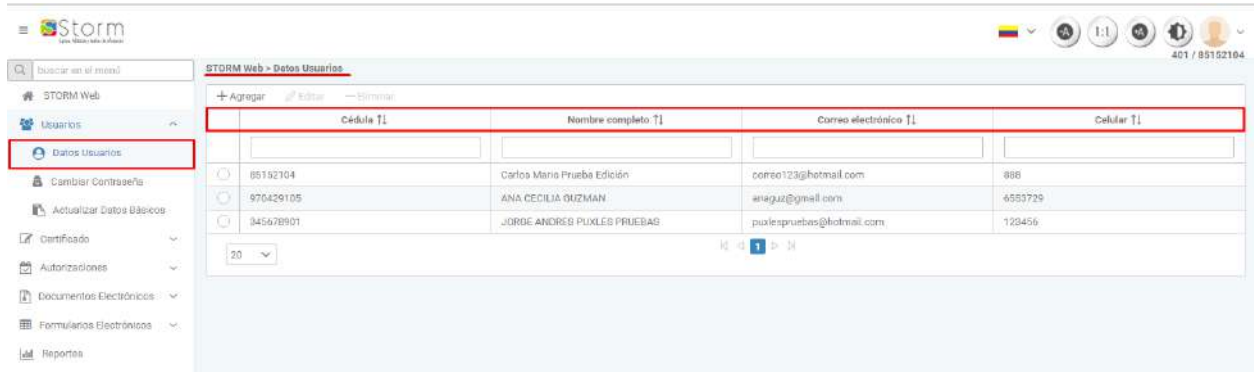 Storm
A 1:1 A
401 / 85152104
buscar en el menú
STORM Web > Datos Usuarios
STORM Web
Usuarios
Datos Usuarios
Cambiar Contraseña
Actualizar Datos Básicos
Certificado
Autorizaciones
Documentos Electrónicos
Formularios Electrónicos
Reportes
Agregar Editar Eliminar
Cédula Nombre completo Correo electrónico Celular
85152104 Carlos Mario Prueba Edición correo123@hotmail.com 888
970429105 ANA CECILIA GUZMAN anaguz@gmail.com 6553729
345678901 JORGE ANDRES PUXLES PRUEBAS puxlespruebas@hotmail.com 123456
20 1